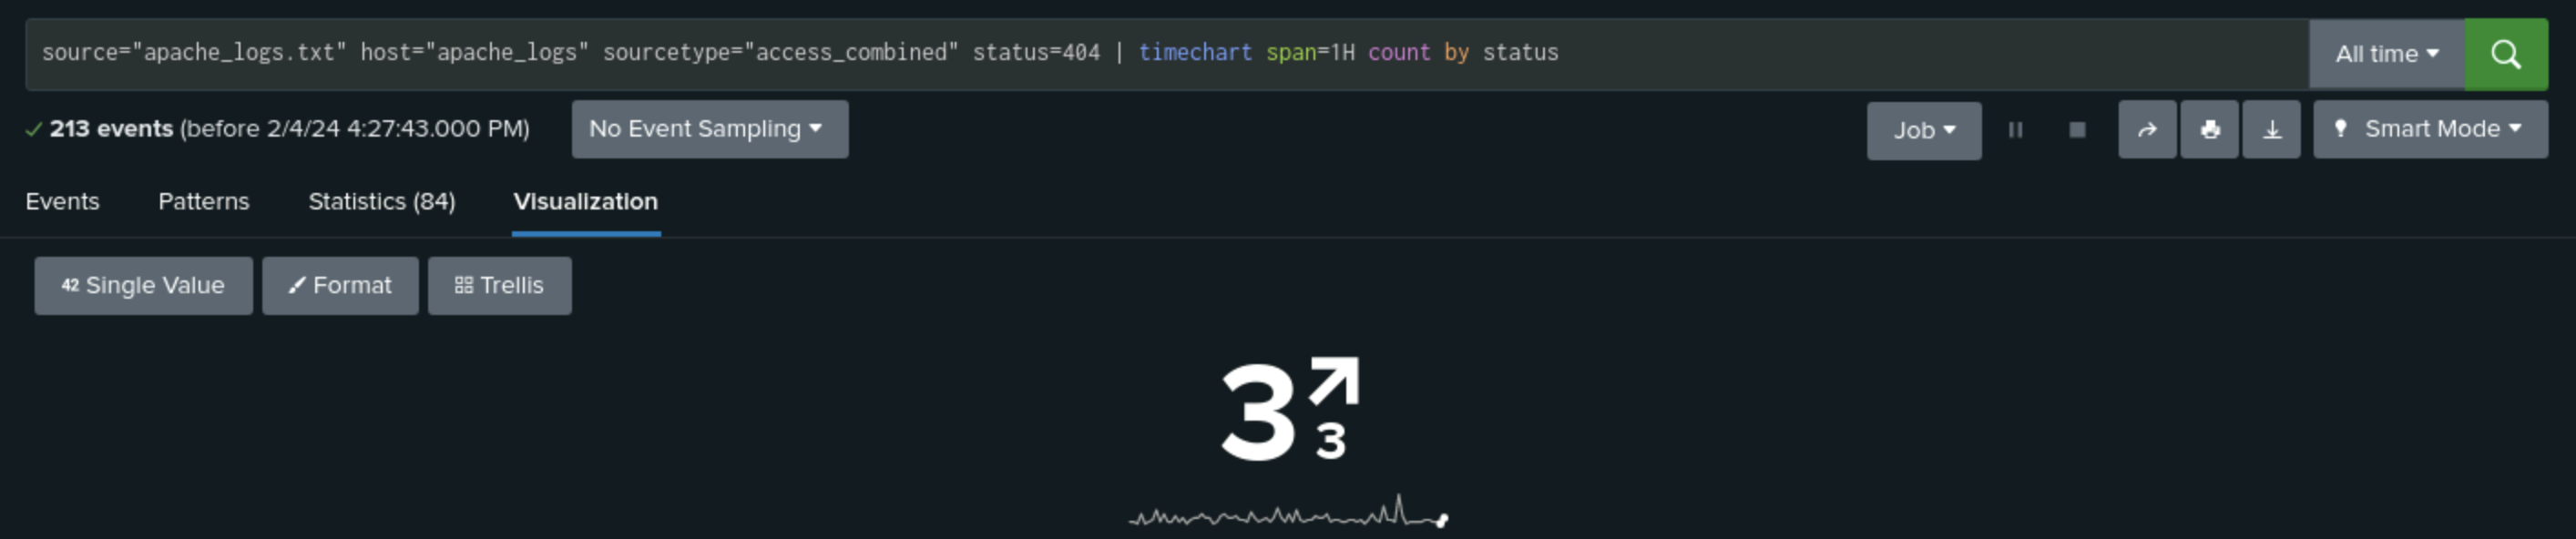 source="apache_logs.txt" host="apache_logs" sourcetype="access_combined" status=404 | timechart span=1H count by status
All time
213 events (before 2/4/24 4:27:43.000 PM)
No Event Sampling
Job
Smart Mode
Events
Patterns
Statistics (84)
Visualization
42 Single Value
Format
Trellis
3
3